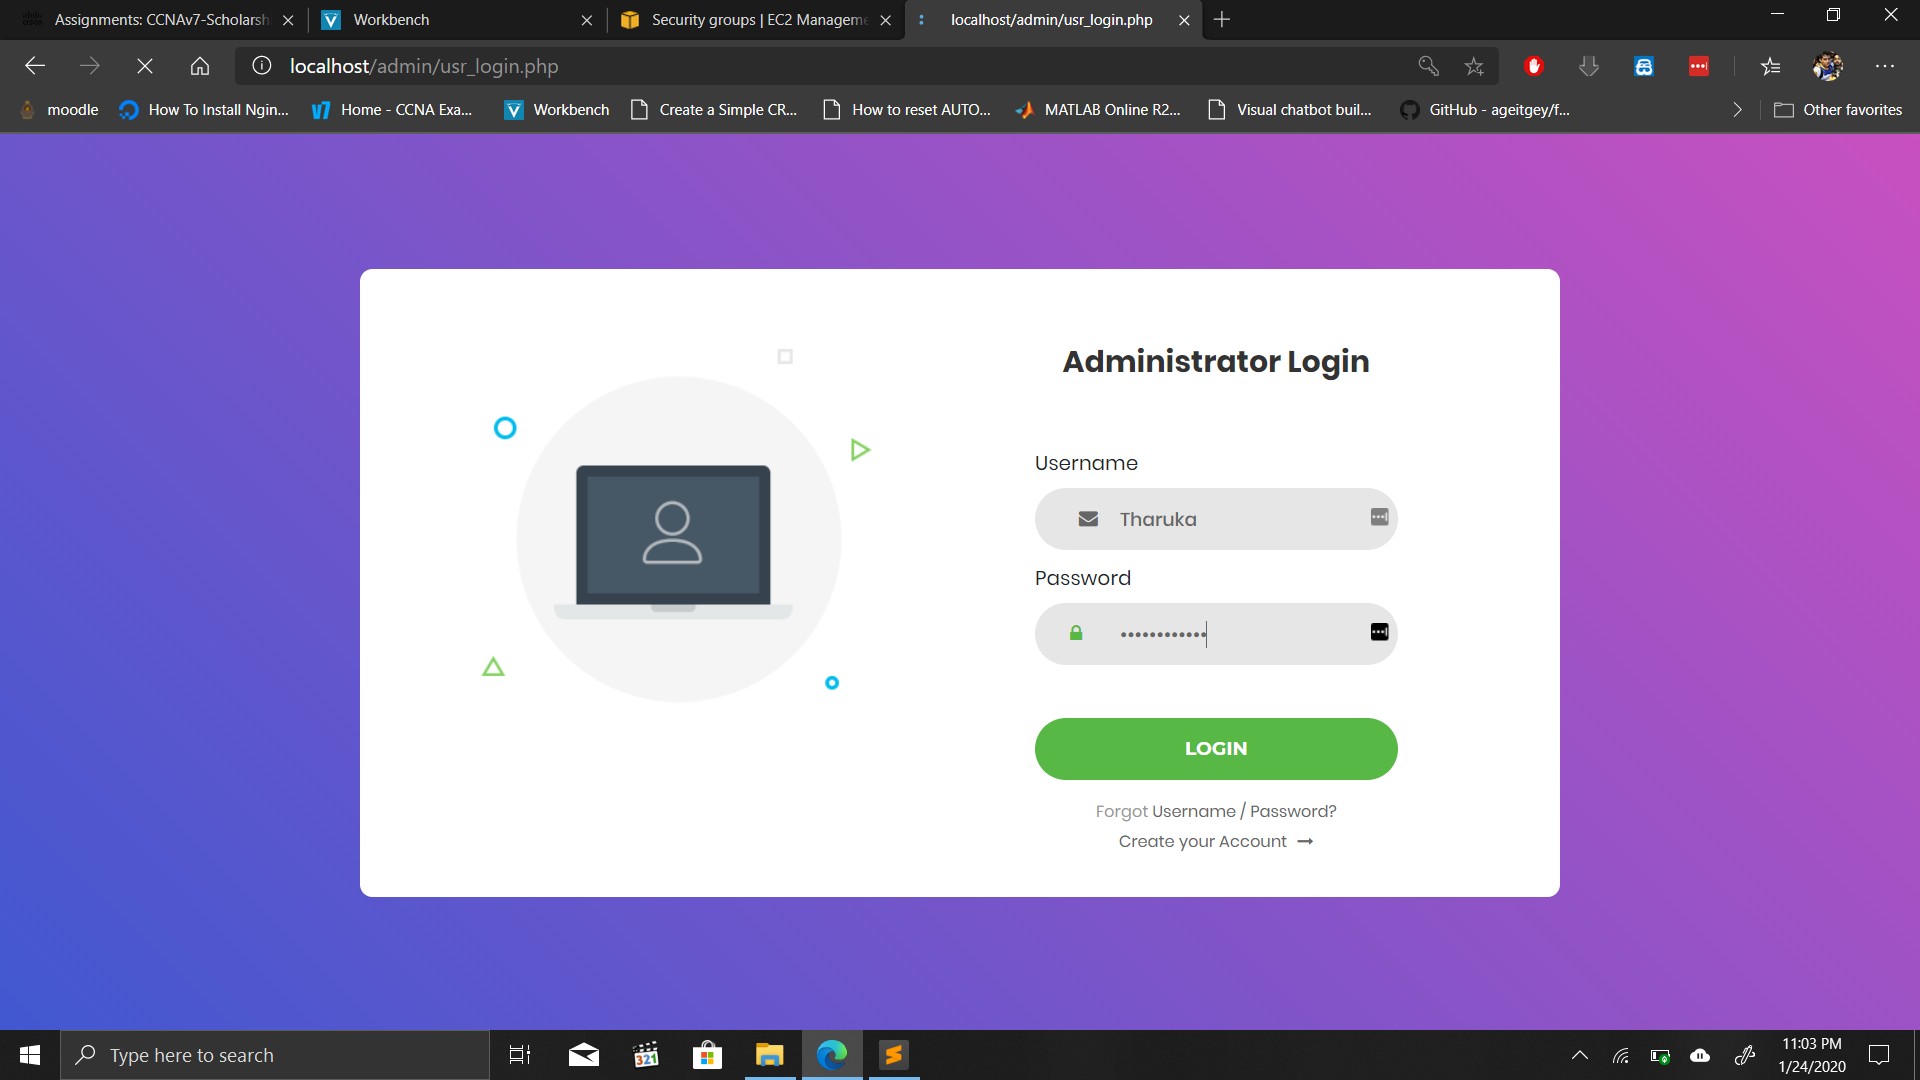 Assignments: CCNAv7-Scholarsh
Workbench
Security groups | EC2 Manageme
localhost/admin/usr_login.php
localhost/admin/usr_login.php
moodle
How To Install Ngin...
Home - CCNA Exa...
Workbench
Create a Simple CR...
How to reset AUTO...
MATLAB Online R2...
Visual chatbot buil...
GitHub - ageitgey/f...
Other favorites
Administrator Login
Username
Tharuka
Password
••••••••••••
LOGIN
Forgot Username / Password?
Create your Account →
Type here to search
321
11:03 PM
1/24/2020